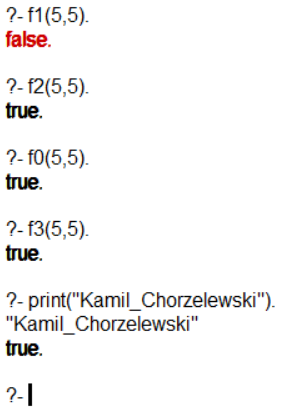 ?- f1(5,5).
false.
?- f2(5,5).
true.
?- f0(5,5).
true.
?- f3(5,5).
true.
?- print("Kamil_Chorzelewski").
"Kamil_Chorzelewski"
true.
?-